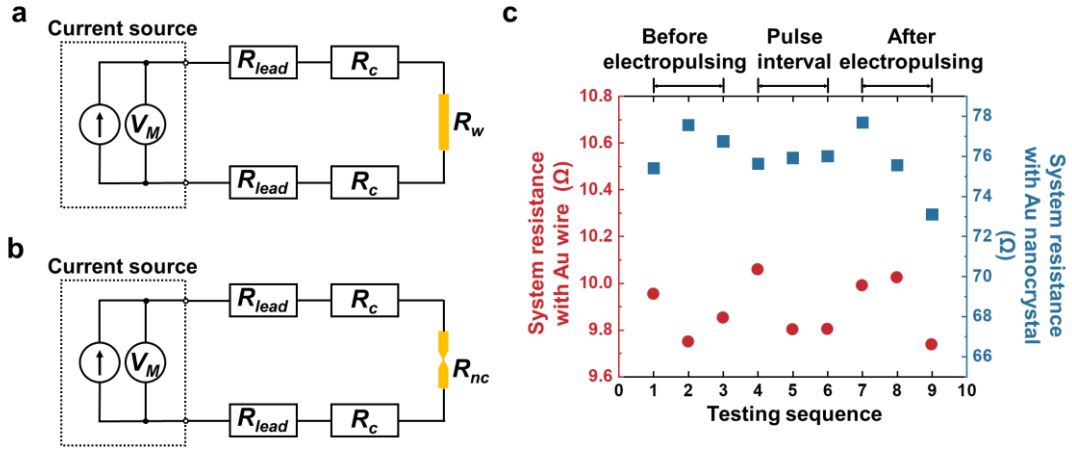 a
Current source
V_M
R_lead
R_c
R_w
R_lead
R_c
b
Current source
V_M
R_lead
R_c
R_nc
R_lead
R_c
c
Before
electropulsing
Pulse
interval
After
electropulsing
System resistance
with Au wire (Ω)
10.8
10.6
10.4
10.2
10.0
9.8
9.6
78
76
74
72
70
68
66
System resistance
with Au nanocrystal
(Ω)
0 1 2 3 4 5 6 7 8 9 10
Testing sequence